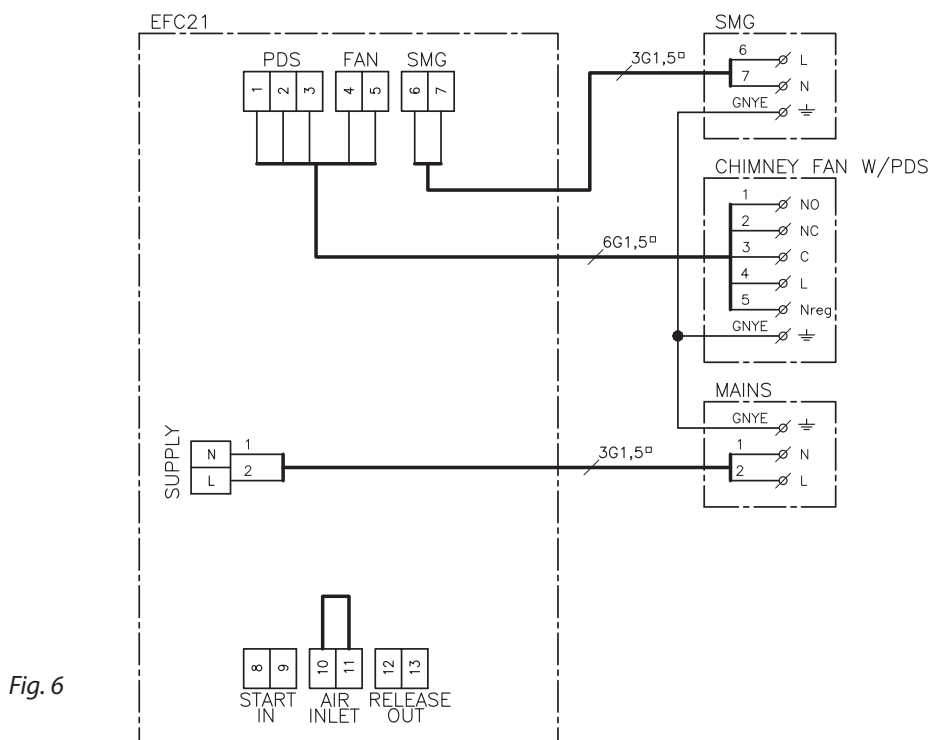 EFC21
SMG
PDS FAN SMG
1 2 3 4 5 6 7
3G1,5□
6 L
7 N
GNYE ⏚
CHIMNEY FAN W/PDS
1 NO
2 NC
6G1,5□
3 C
4 L
5 Nreg
GNYE ⏚
MAINS
GNYE ⏚
SUPPLY
N 1
L 2
3G1,5□
1 N
2 L
8 9 10 11 12 13
START IN
AIR INLET
RELEASE OUT
Fig. 6